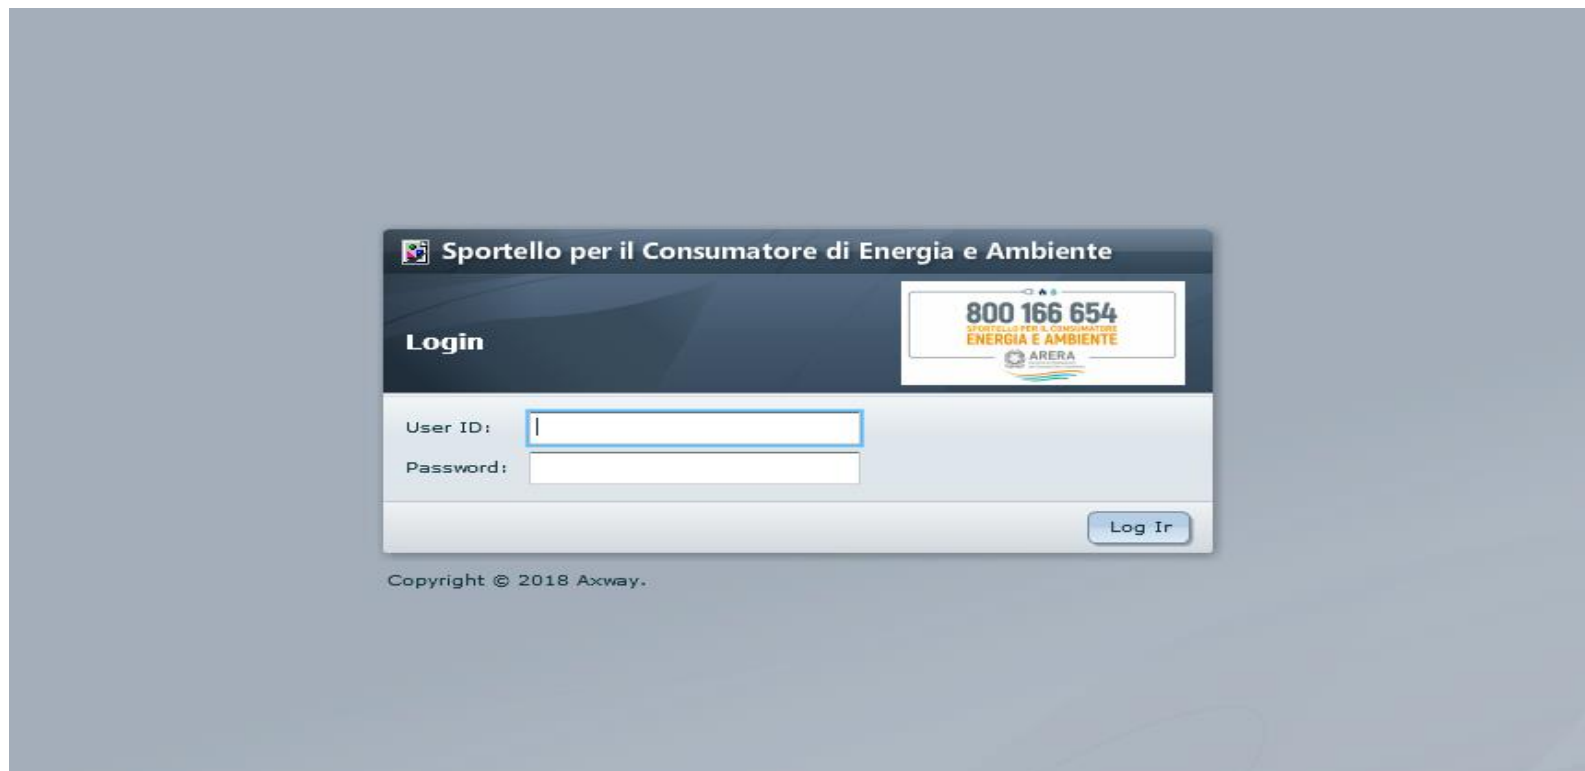 Sportello per il Consumatore di Energia e Ambiente
Login
800 166 654
SPORTELLO PER IL CONSUMATORE
ENERGIA E AMBIENTE
ARERA
User ID:
Password:
Log Ir
Copyright © 2018 Axway.